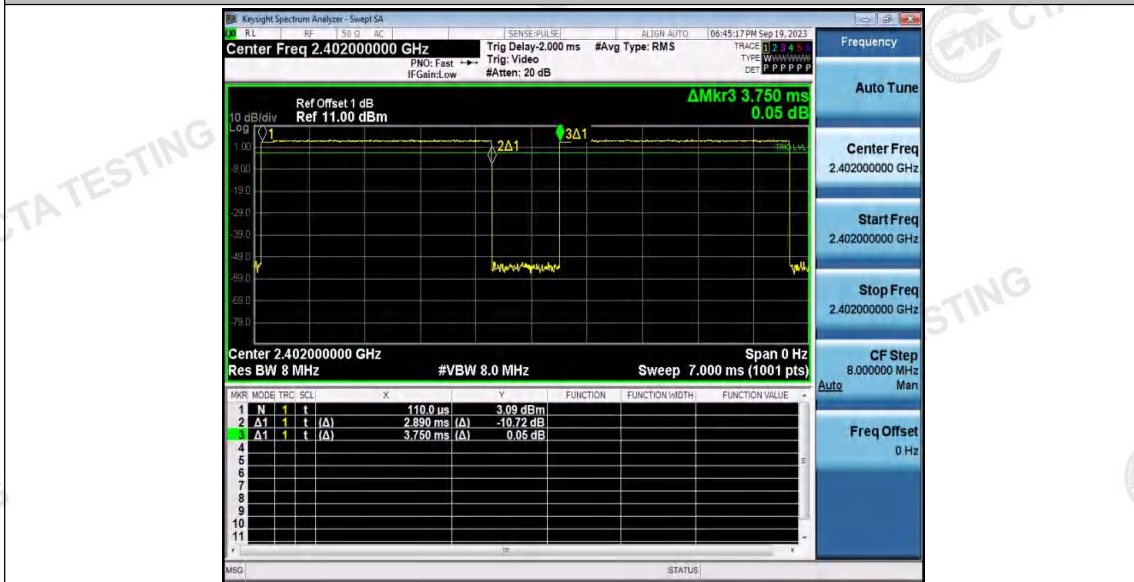 Keysight Spectrum Analyzer - Swept SA
RL RF 50 Ω AC SENSE:PULSE ALIGN AUTO 06:45:17 PM Sep 19, 2023
Center Freq 2.402000000 GHz
Trig Delay-2.000 ms #Avg Type: RMS
TRACE 1 2 3 4 5 6
PNO: Fast
Trig: Video
TYPE WWWWWW
IFGain:Low
#Atten: 20 dB
DET P P P P P P
ΔMkr3 3.750 ms
0.05 dB
Ref Offset 1 dB
10 dB/div Ref 11.00 dBm
Log
1
2Δ1
3Δ1
TRIG LVL
1.00
-9.00
-19.0
-29.0
-39.0
-49.0
-59.0
-69.0
-79.0
Center 2.402000000 GHz Span 0 Hz
Res BW 8 MHz #VBW 8.0 MHz Sweep 7.000 ms (1001 pts)
MKR MODE TRC SCL X Y FUNCTION FUNCTION WIDTH FUNCTION VALUE
1 N 1 t 110.0 µs 3.09 dBm
2 Δ1 1 t (Δ) 2.890 ms (Δ) -10.72 dB
3 Δ1 1 t (Δ) 3.750 ms (Δ) 0.05 dB
4
5
6
7
8
9
10
11
MSG STATUS
Frequency
Auto Tune
Center Freq
2.402000000 GHz
Start Freq
2.402000000 GHz
Stop Freq
2.402000000 GHz
CF Step
8.000000 MHz
Auto Man
Freq Offset
0 Hz
CTA TESTING